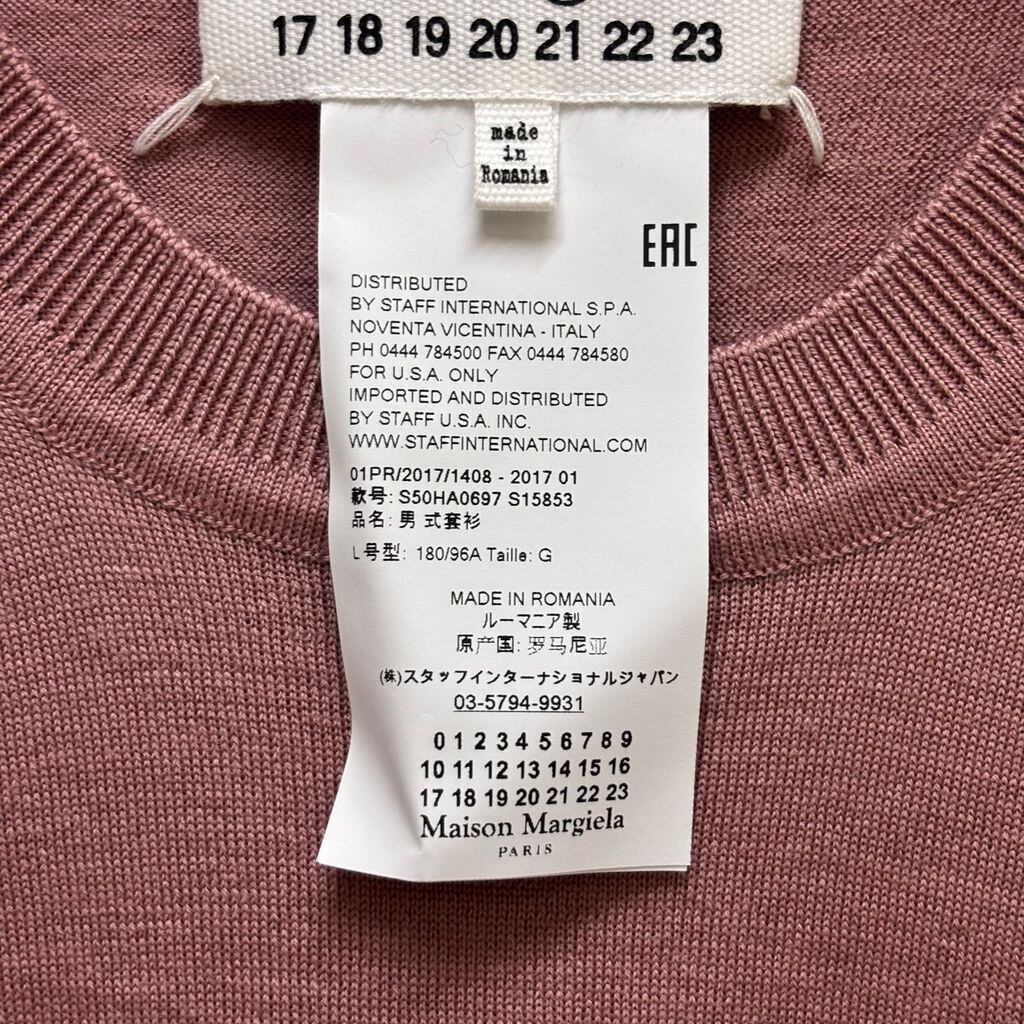 17 18 19 20 21 22 23
made
in
Romania
EAC
DISTRIBUTED
BY STAFF INTERNATIONAL S.P.A.
NOVENTA VICENTINA - ITALY
PH 0444 784500 FAX 0444 784580
FOR U.S.A. ONLY
IMPORTED AND DISTRIBUTED
BY STAFF U.S.A. INC.
WWW.STAFFINTERNATIONAL.COM
01PR/2017/1408 - 2017 01
款号: S50HA0697 S15853
品名: 男 式套衫
L号型: 180/96A Taille: G
MADE IN ROMANIA
ルーマニア製
原产国: 罗马尼亚
(株)スタッフインターナショナルジャパン
03-5794-9931
0 1 2 3 4 5 6 7 8 9
10 11 12 13 14 15 16
17 18 19 20 21 22 23
Maison Margiela
PARIS